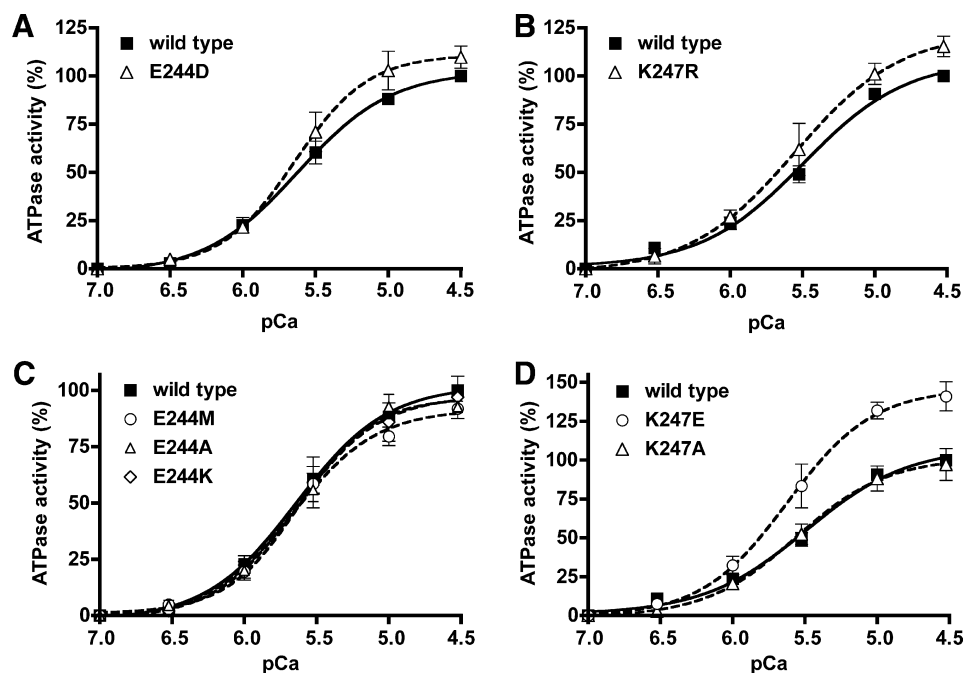 A
ATPase activity (%)
125
100
75
50
25
0
wild type
E244D
7.0 6.5 6.0 5.5 5.0 4.5
pCa
B
ATPase activity (%)
125
100
75
50
25
0
wild type
K247R
7.0 6.5 6.0 5.5 5.0 4.5
pCa
C
ATPase activity (%)
100
75
50
25
0
wild type
E244M
E244A
E244K
7.0 6.5 6.0 5.5 5.0 4.5
pCa
D
ATPase activity (%)
150
125
100
75
50
25
0
wild type
K247E
K247A
7.0 6.5 6.0 5.5 5.0 4.5
pCa